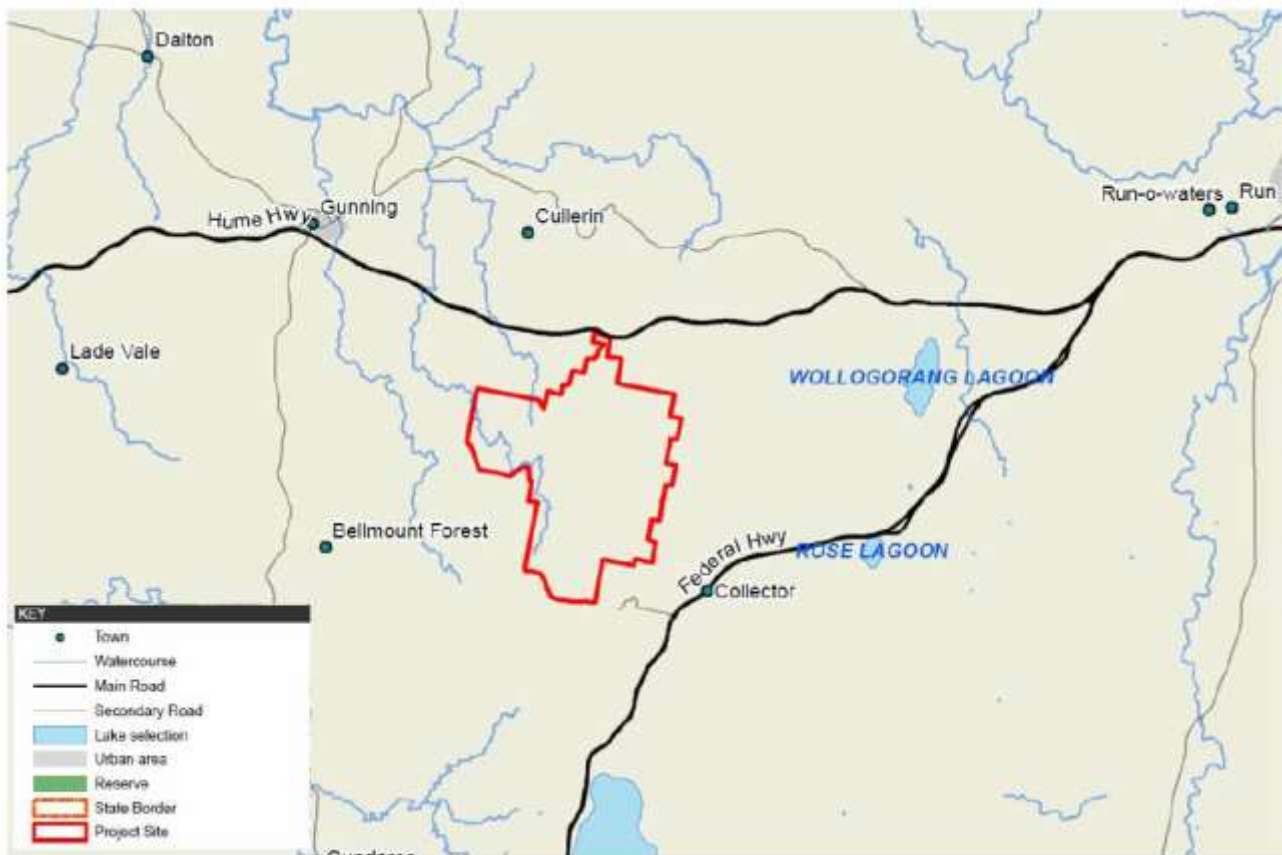 Dalton
Run-o-waters
Run
Gunning
Hume Hwy
Cullerin
Lade Vale
WOLLOGORANG LAGOON
Bellmount Forest
Federal Hwy
ROSE LAGOON
Collector
KEY
Town
Watercourse
Main Road
Secondary Road
Lake selection
Urban area
Reserve
State Border
Project Site